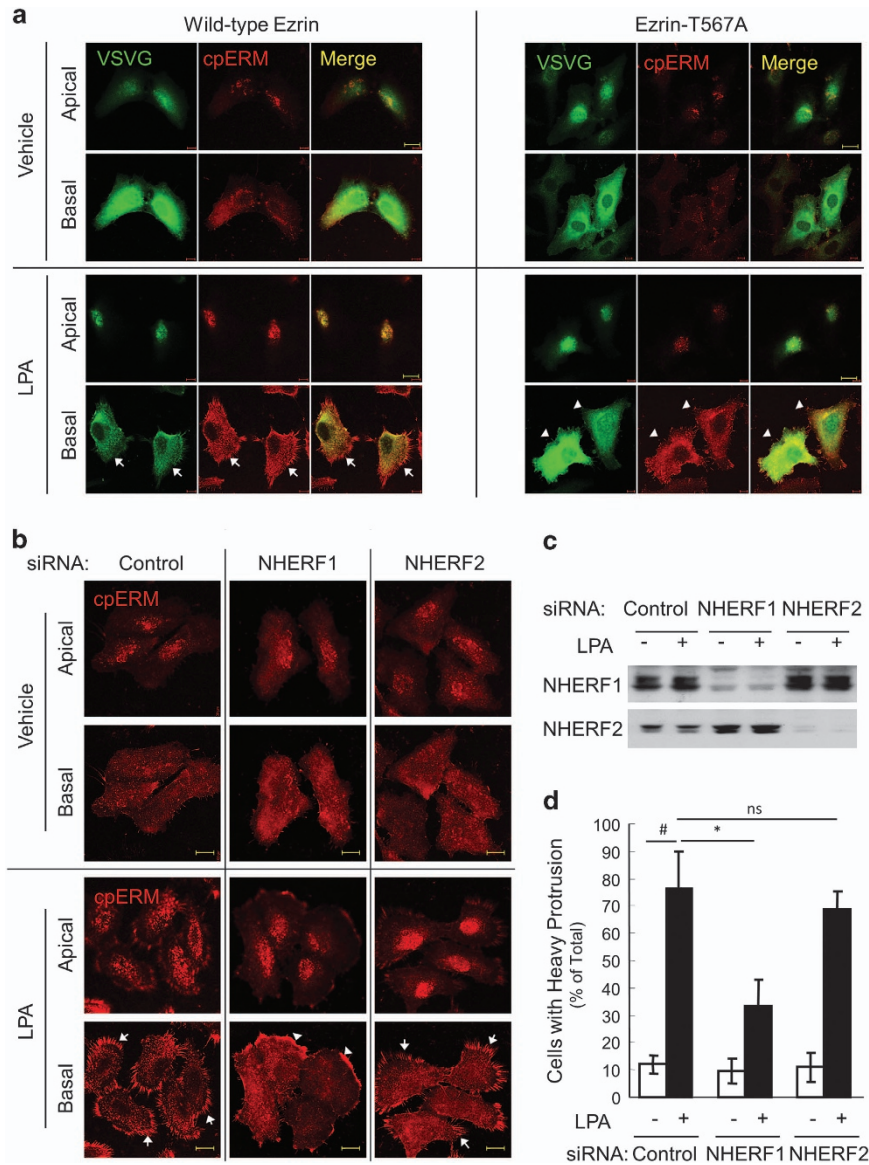 a
Wild-type Ezrin
Ezrin-T567A
VSVG cpERM Merge
VSVG cpERM Merge
Vehicle
Apical
Basal
LPA
Apical
Basal
b
siRNA: Control NHERF1 NHERF2
cpERM
Vehicle
Apical
Basal
cpERM
LPA
Apical
Basal
c
siRNA: Control NHERF1 NHERF2
LPA - + - + - +
NHERF1
NHERF2
d
ns
# *
Cells with Heavy Protrusion
(% of Total)
100
90
80
70
60
50
40
30
20
10
0
LPA - + - + - +
siRNA: Control NHERF1 NHERF2